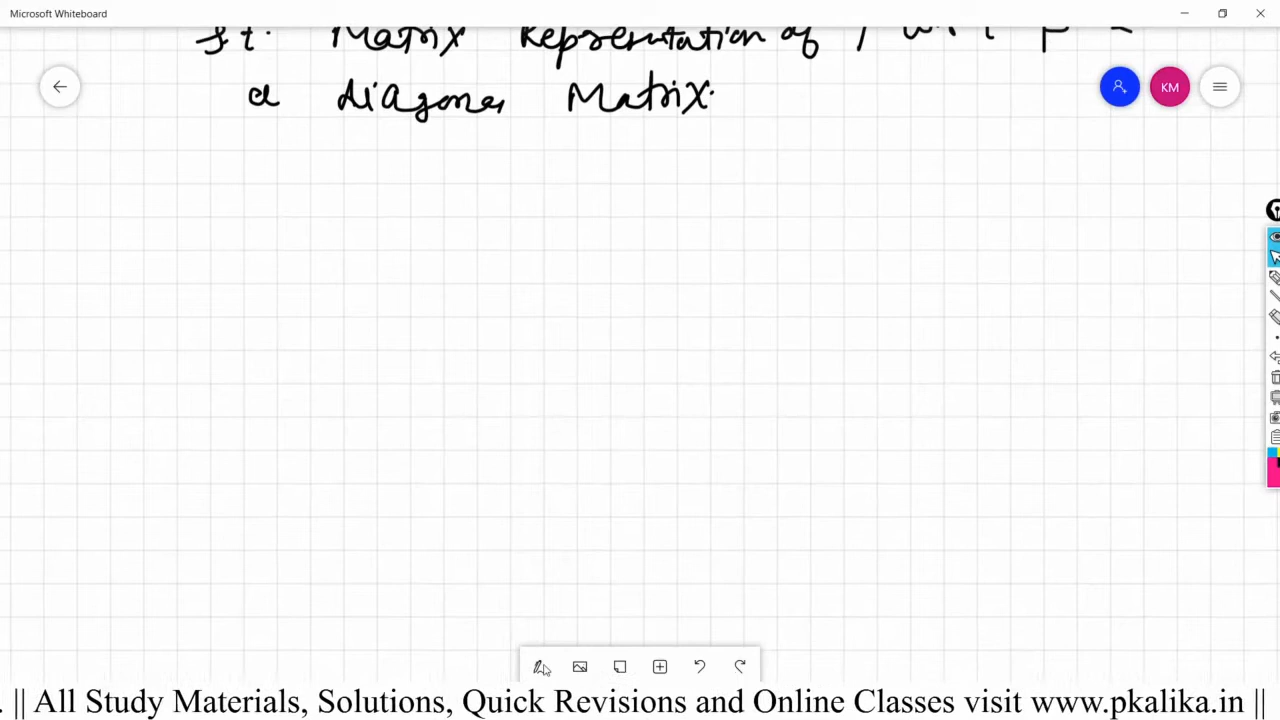 Microsoft Whiteboard
s.t. Matrix Representation of T w.r.t β
a diagonal Matrix.
KM
. || All Study Materials, Solutions, Quick Revisions and Online Classes visit www.pkalika.in ||